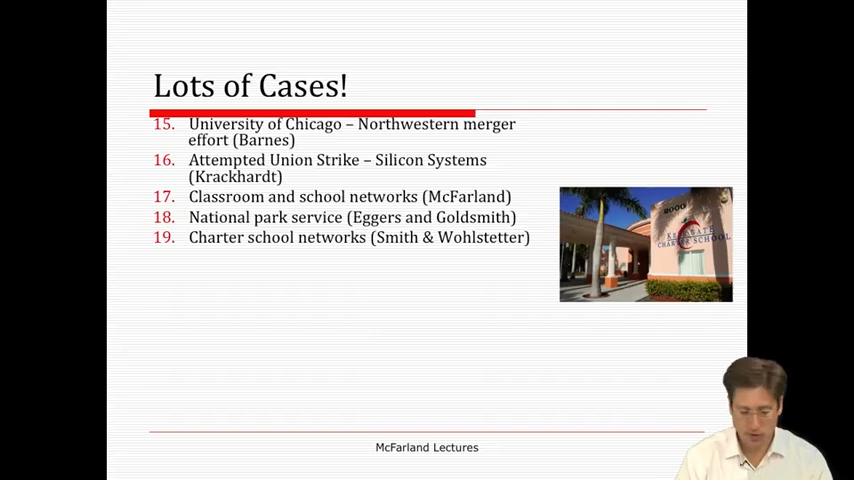 Lots of Cases!
15. University of Chicago – Northwestern merger
effort (Barnes)
16. Attempted Union Strike – Silicon Systems
(Krackhardt)
17. Classroom and school networks (McFarland)
18. National park service (Eggers and Goldsmith)
19. Charter school networks (Smith & Wohlstetter)
2000
CHARTER SCHOOL
McFarland Lectures